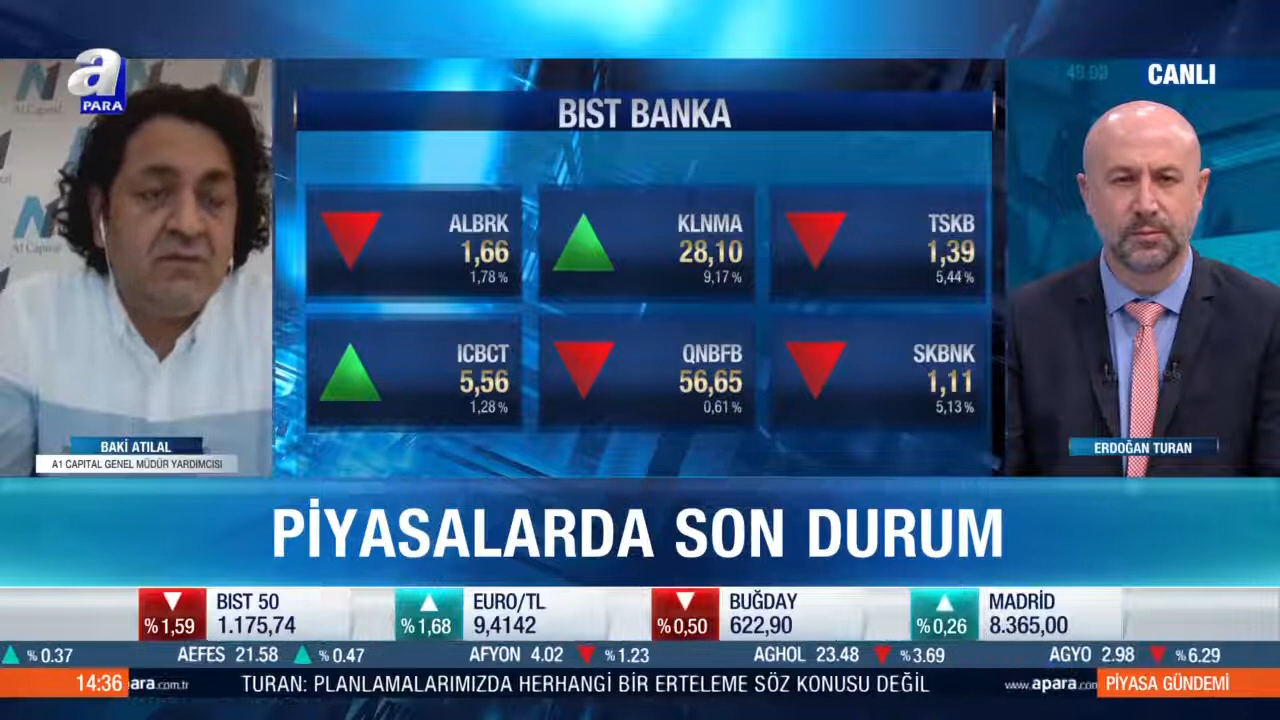 a
PARA
A1 Capital
CANLI
BIST BANKA
ALBRK
1,66
1,78 %
KLNMA
28,10
9,17 %
TSKB
1,39
5,44 %
ICBCT
5,56
1,28 %
QNBFB
56,65
0,61 %
SKBNK
1,11
5,13 %
BAKİ ATILAL
A1 CAPITAL GENEL MÜDÜR YARDIMCISI
ERDOĞAN TURAN
PİYASALARDA SON DURUM
% 1,59 BIST 50 1.175,74
% 1,68 EURO/TL 9,4142
% 0,50 BUĞDAY 622,90
% 0,26 MADRİD 8.365,00
% 0.37 AEFES 21.58 % 0.47 AFYON 4.02 % 1.23 AGHOL 23.48 % 3.69 AGYO 2.98 % 6.29
14:36 para.com.tr TURAN: PLANLAMALARIMIZDA HERHANGİ BİR ERTELEME SÖZ KONUSU DEĞİL www.apara.com PİYASA GÜNDEMİ